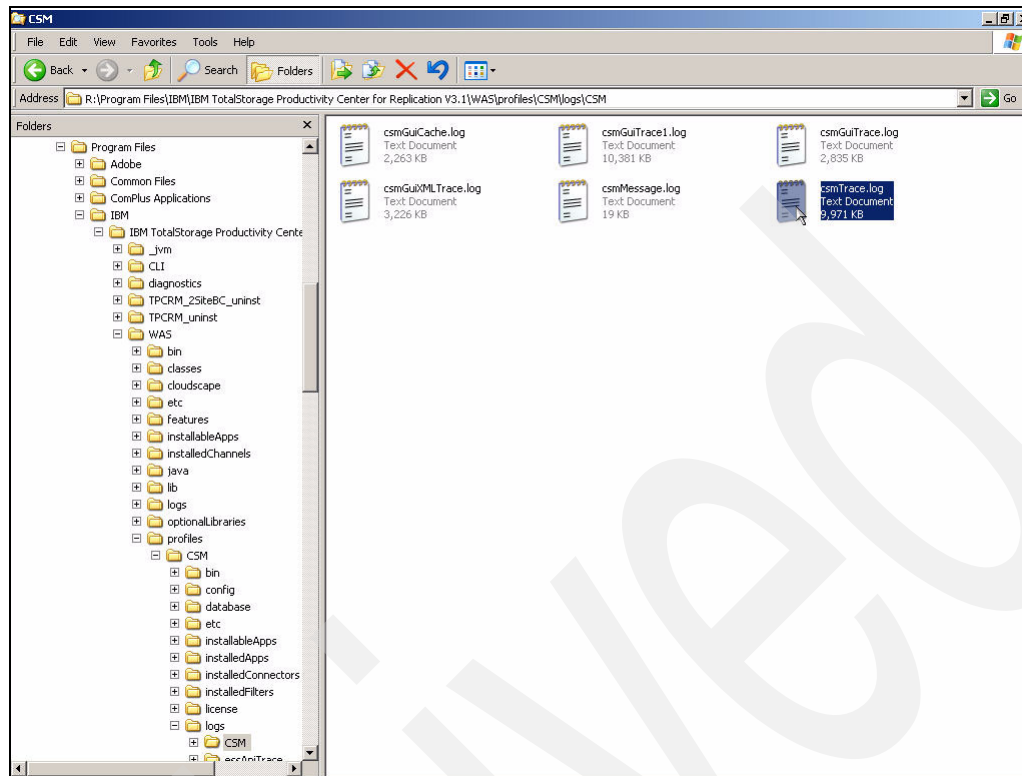 CSM
File Edit View Favorites Tools Help
Back Search Folders
Address R:\Program Files\IBM\IBM TotalStorage Productivity Center for Replication V3.1\WAS\profiles\CSM\logs\CSM Go
Folders
Program Files
Adobe
Common Files
ComPlus Applications
IBM
IBM TotalStorage Productivity Cente
_jvm
CLI
diagnostics
TPCRM_2SiteBC_uninst
TPCRM_uninst
WAS
bin
classes
cloudscape
etc
features
installableApps
installedChannels
java
lib
logs
optionalLibraries
profiles
CSM
bin
config
database
etc
installableApps
installedApps
installedConnectors
installedFilters
license
logs
CSM
essApiTrace
csmGuiCache.log
Text Document
2,263 KB
csmGuiTrace1.log
Text Document
10,381 KB
csmGuiTrace.log
Text Document
2,835 KB
csmGuiXMLTrace.log
Text Document
3,226 KB
csmMessage.log
Text Document
19 KB
csmTrace.log
Text Document
9,971 KB
ived